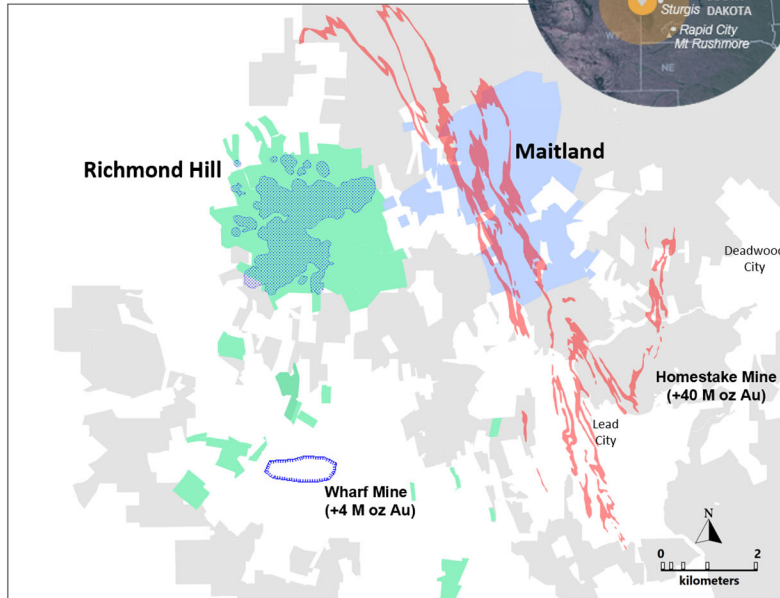 Sturgis
DAKOTA
WY
Rapid City
Mt Rushmore
NE
Richmond Hill
Maitland
Deadwood
City
Homestake Mine
(+40 M oz Au)
Lead
City
Wharf Mine
(+4 M oz Au)
N
0 2
kilometers